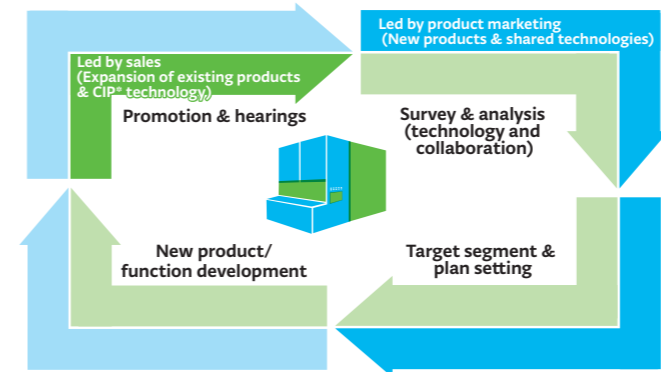 Led by product marketing
(New products & shared technologies)
Led by sales
(Expansion of existing products
& CIP* technology)
Promotion & hearings
Survey & analysis
(technology and
collaboration)
New product/
function development
Target segment &
plan setting